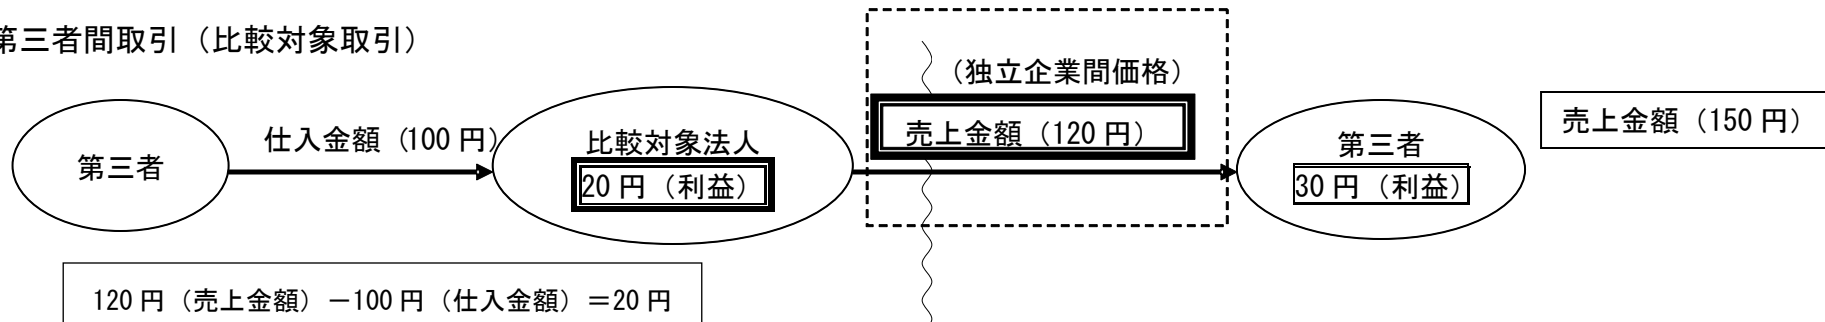 第三者間取引（比較対象取引）
（独立企業間価格）
売上金額（120 円）
売上金額（150 円）
仕入金額（100 円）
第三者
比較対象法人
20 円（利益）
第三者
30 円（利益）
120 円（売上金額）－100 円（仕入金額）＝20 円